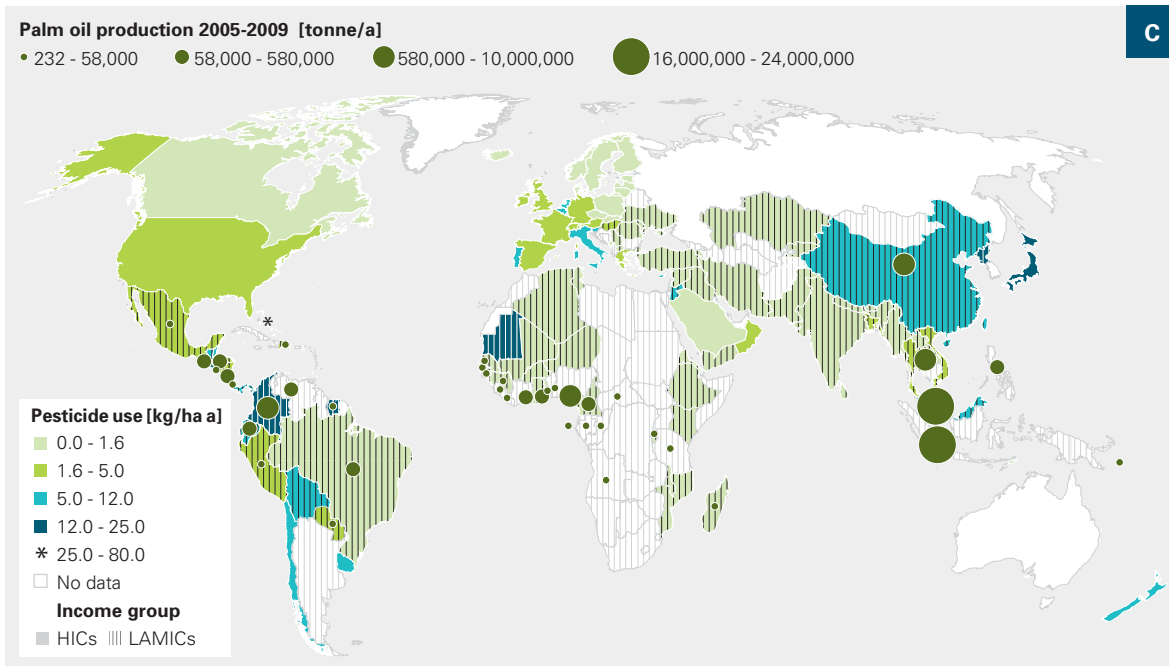 Palm oil production 2005-2009 [tonne/a]
C
232 - 58,000 58,000 - 580,000 580,000 - 10,000,000 16,000,000 - 24,000,000
*
Pesticide use [kg/ha a]
0.0 - 1.6
1.6 - 5.0
5.0 - 12.0
12.0 - 25.0
* 25.0 - 80.0
No data
Income group
HICs LAMICs